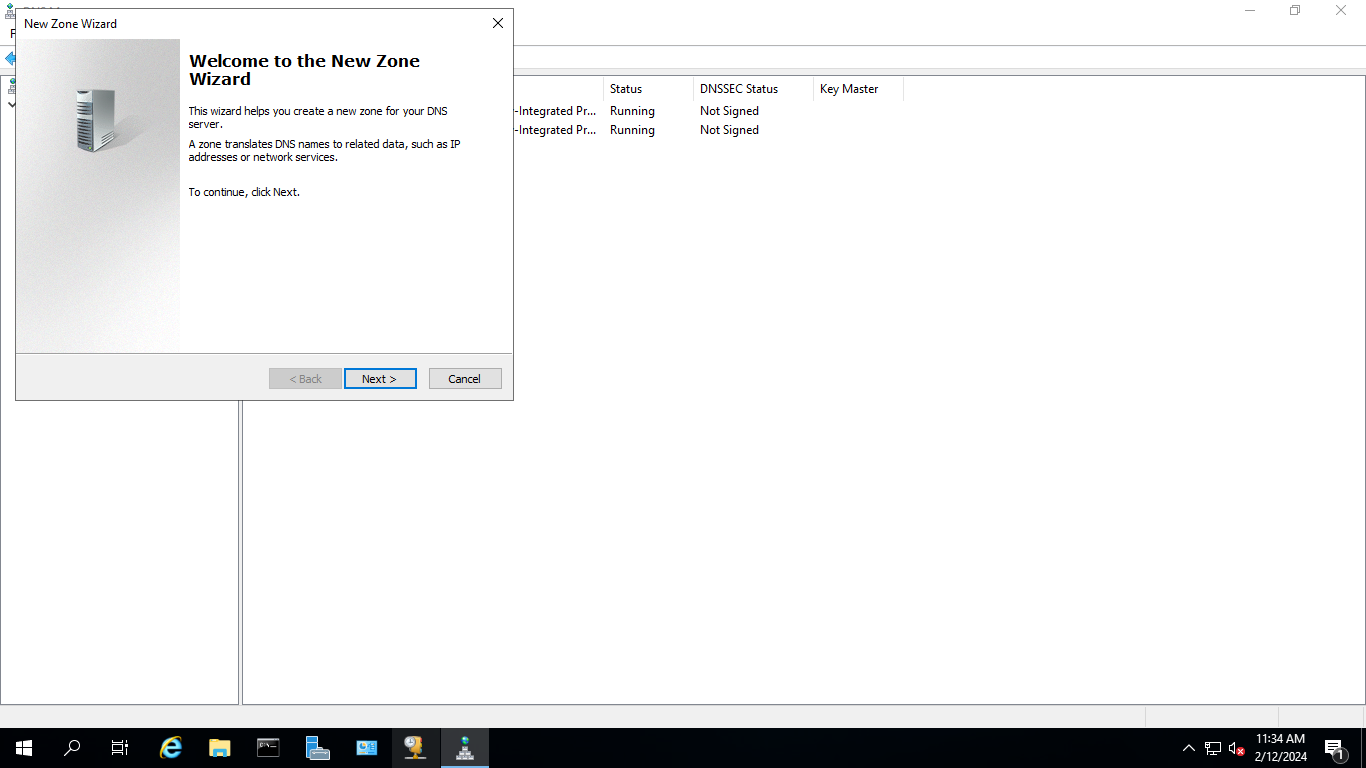 New Zone Wizard
Welcome to the New Zone
Wizard
This wizard helps you create a new zone for your DNS
server.
A zone translates DNS names to related data, such as IP
addresses or network services.
To continue, click Next.
< Back
Next >
Cancel
Status
DNSSEC Status
Key Master
-Integrated Pr...
Running
Not Signed
-Integrated Pr...
Running
Not Signed
11:34 AM
2/12/2024
1